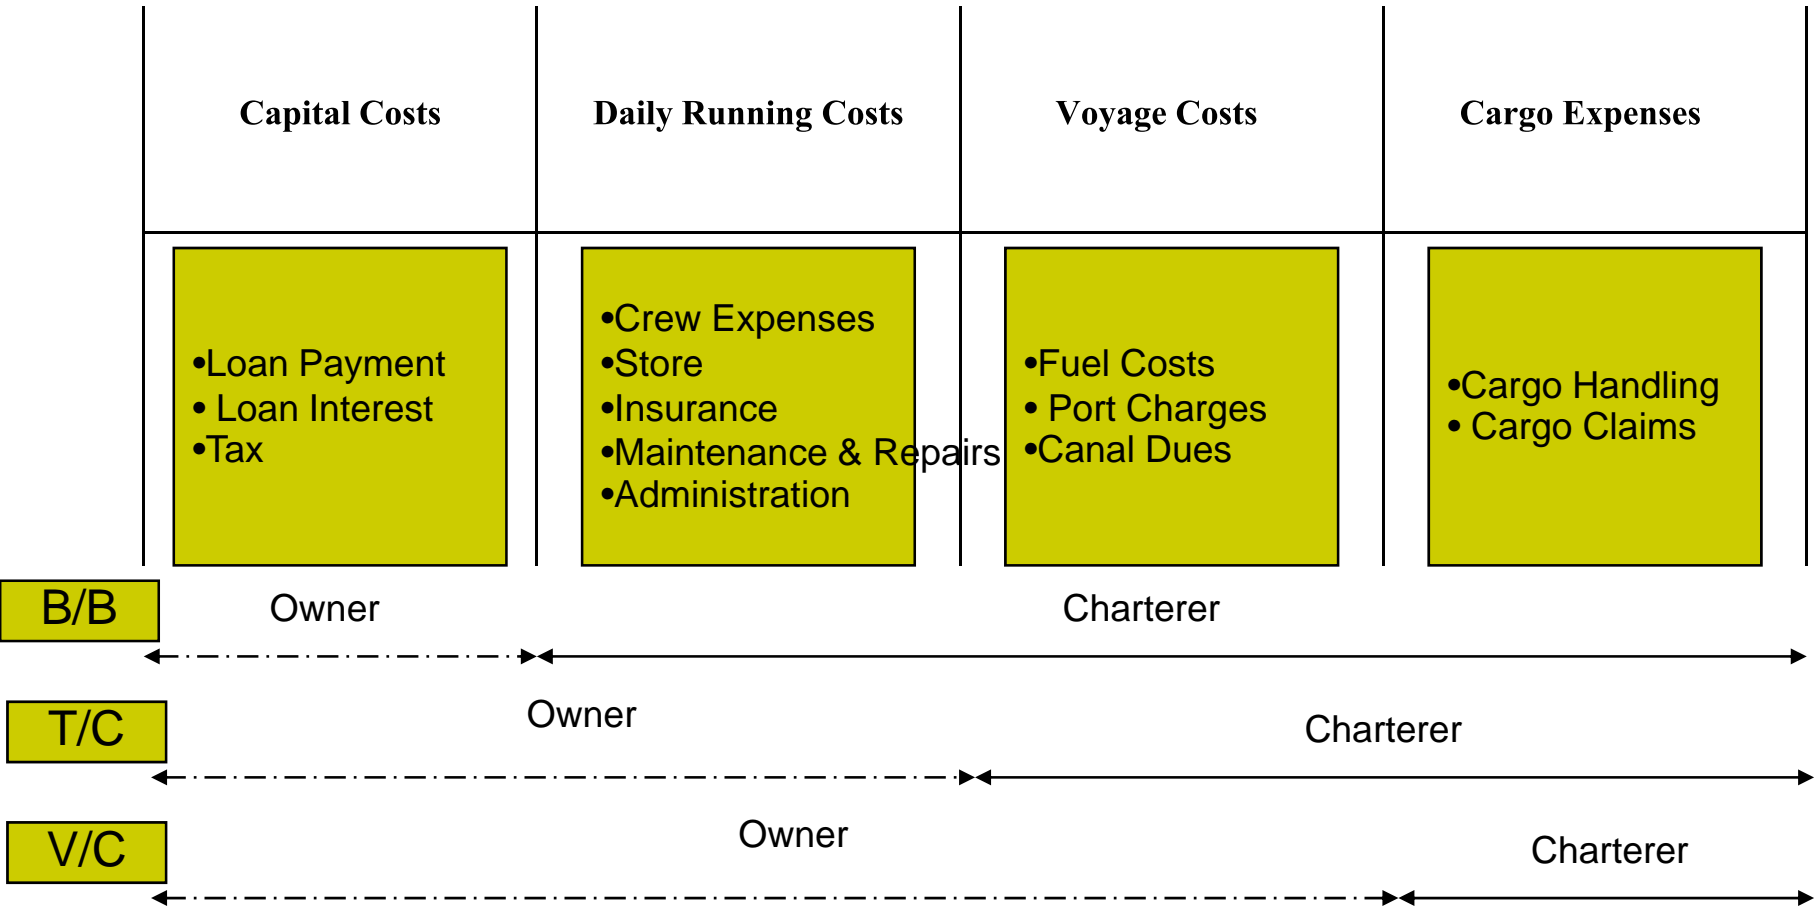 Capital Costs
Daily Running Costs
Voyage Costs
Cargo Expenses
•Loan Payment
• Loan Interest
•Tax
•Crew Expenses
•Store
•Insurance
•Maintenance & Repairs
•Administration
•Fuel Costs
• Port Charges
•Canal Dues
•Cargo Handling
• Cargo Claims
B/B
Owner
Charterer
T/C
Owner
Charterer
V/C
Owner
Charterer